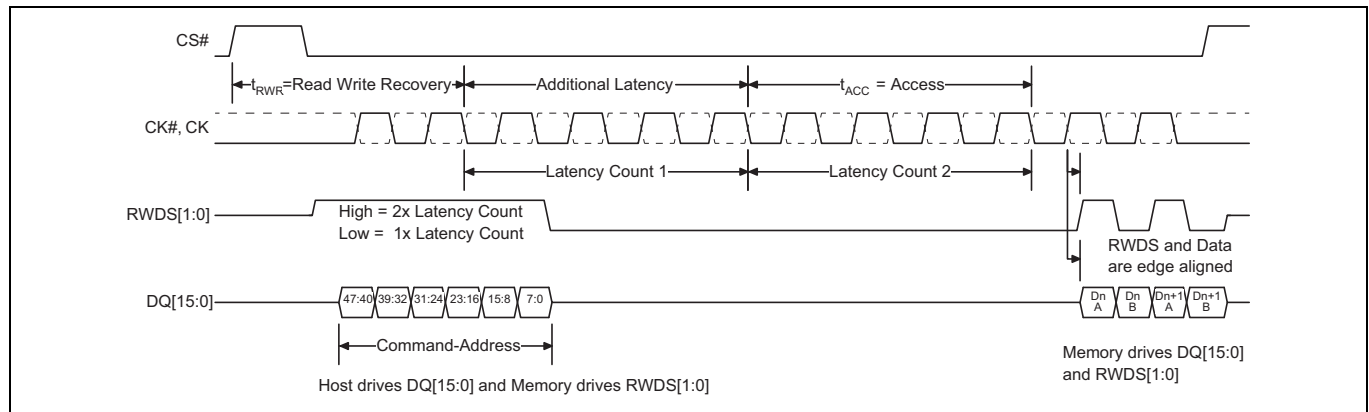 CS#
t_RWR=Read Write Recovery
Additional Latency
t_ACC = Access
CK#, CK
Latency Count 1
Latency Count 2
RWDS[1:0]
High = 2x Latency Count
Low = 1x Latency Count
RWDS and Data
are edge aligned
DQ[15:0]
47:40 39:32 31:24 23:16 15:8 7:0
Dn
A
Dn
B
Dn+1
A
Dn+1
B
Command-Address
Memory drives DQ[15:0]
and RWDS[1:0]
Host drives DQ[15:0] and Memory drives RWDS[1:0]